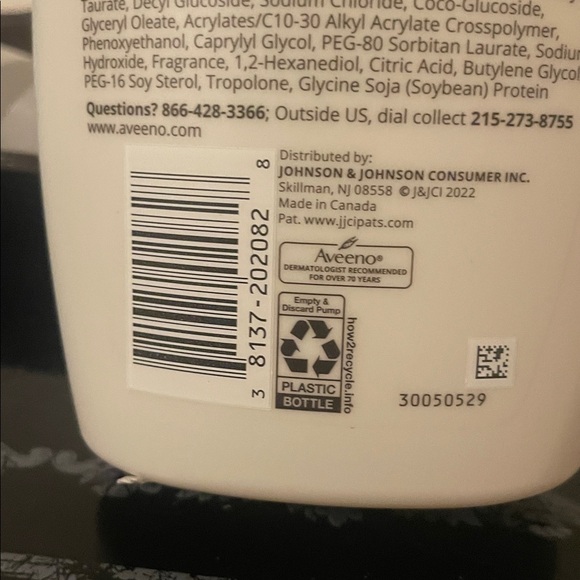 Taurate, Decyl Glucoside, Sodium Chloride, Coco-Glucoside,
Glyceryl Oleate, Acrylates/C10-30 Alkyl Acrylate Crosspolymer,
Phenoxyethanol, Caprylyl Glycol, PEG-80 Sorbitan Laurate, Sodium
Hydroxide, Fragrance, 1,2-Hexanediol, Citric Acid, Butylene Glycol
PEG-16 Soy Sterol, Tropolone, Glycine Soja (Soybean) Protein
Questions? 866-428-3366; Outside US, dial collect 215-273-8755
www.aveeno.com
3 8137-202082 8
Distributed by:
JOHNSON & JOHNSON CONSUMER INC.
Skillman, NJ 08558 © J&JCI 2022
Made in Canada
Pat. www.jjcipats.com
Aveeno®
DERMATOLOGIST RECOMMENDED
FOR OVER 70 YEARS
Empty &
Discard Pump
PLASTIC
BOTTLE
how2recycle.info
30050529